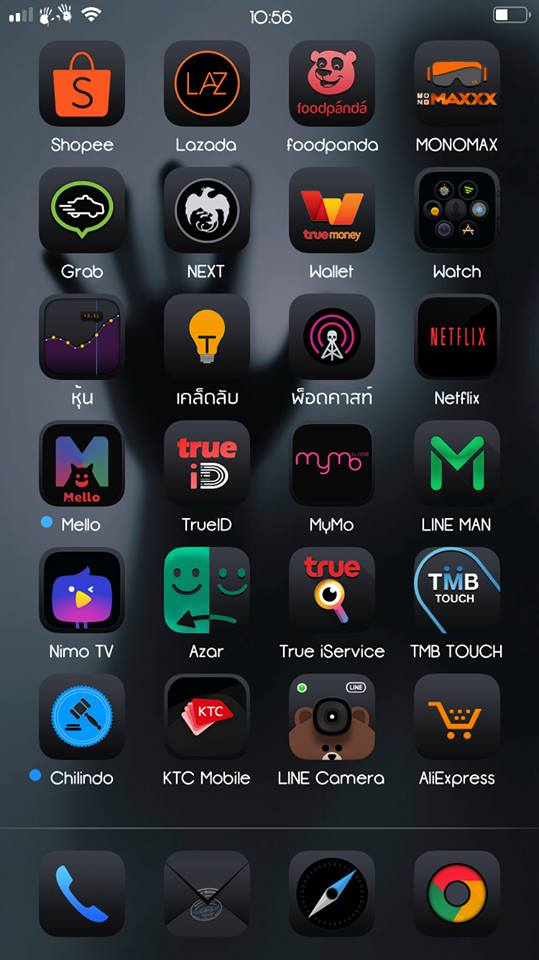 10:56
S
LAZ
foodpánda
MONO MAXXX
Shopee
Lazada
foodpanda
MONOMAX
true money
Grab
NEXT
Wallet
Watch
T
NETFLIX
หุ้น
เคล็ดลับ
พ็อดคาสท์
Netflix
M
Mello
true iD
myMo
M
Mello
TrueID
MyMo
LINE MAN
true
TMB
TOUCH
Nimo TV
Azar
True iService
TMB TOUCH
KTC
LINE
Chilindo
KTC Mobile
LINE Camera
AliExpress